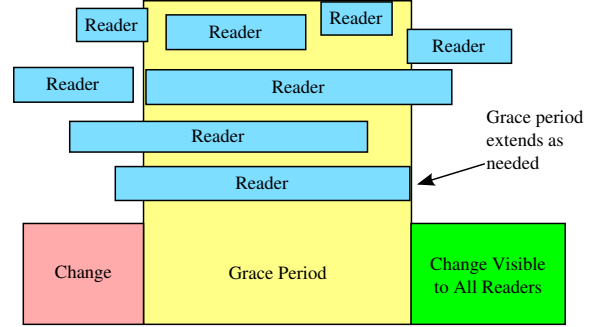 Reader
Reader
Reader
Reader
Reader
Reader
Reader
Reader
Grace period
extends as
needed
Change
Grace Period
Change Visible
to All Readers